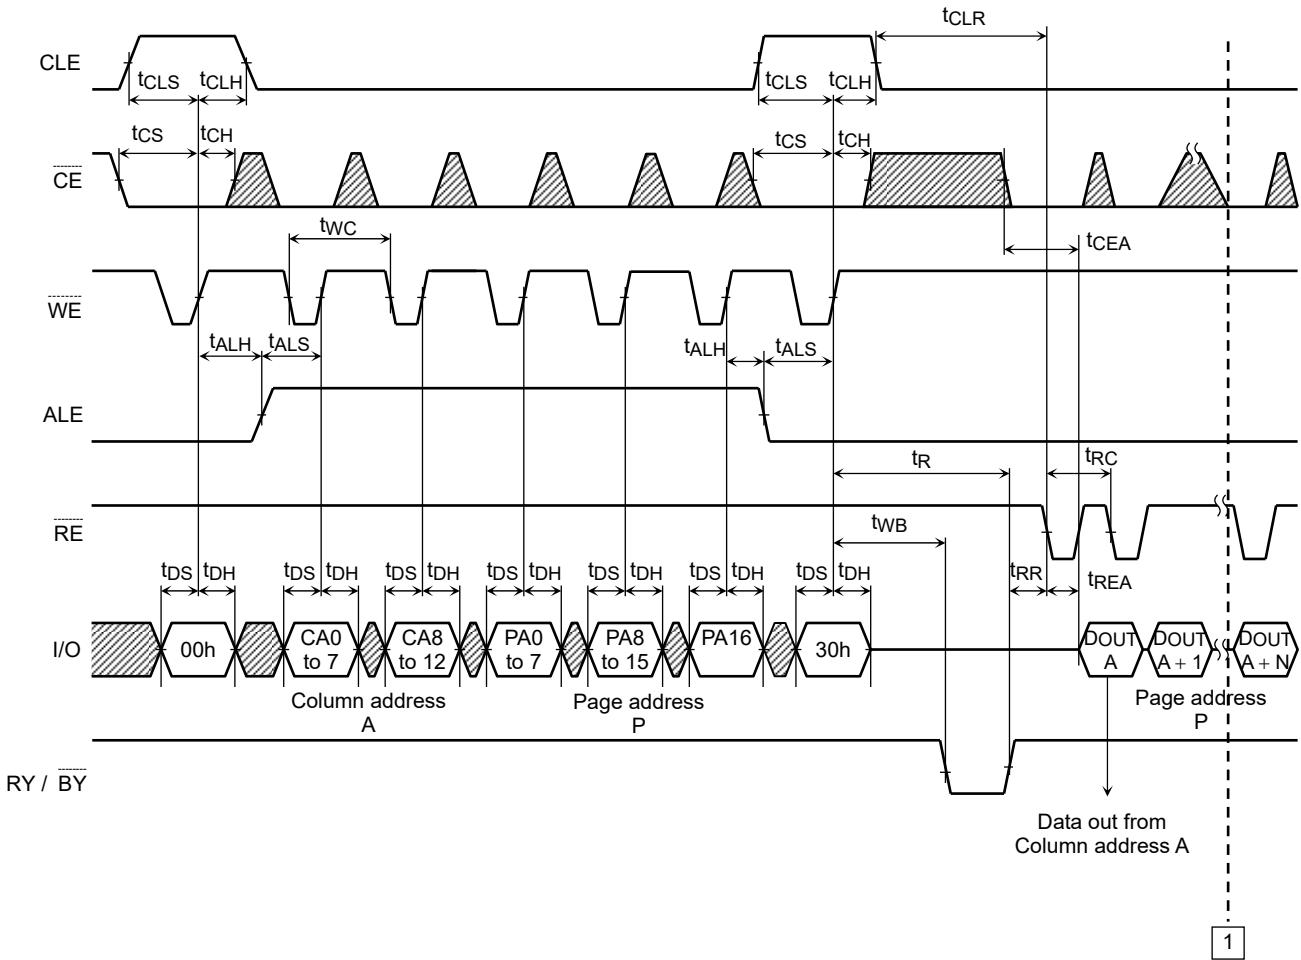 tCLR
CLE
tCLS tCLH tCLS tCLH
tCS tCH tCS tCH
CE
tWC tCEA
WE
tALH tALS tALH tALS
ALE
tR tRC
RE
tWB
tDS tDH tDS tDH tDS tDH tDS tDH tDS tDH tDS tDH tDS tDH tRR tREA
I/O
00h
CA0
to 7
CA8
to 12
PA0
to 7
PA8
to 15
PA16
30h
DOUT
A
DOUT
A + 1
DOUT
A + N
Column address
A
Page address
P
Page address
P
RY / BY
Data out from
Column address A
1